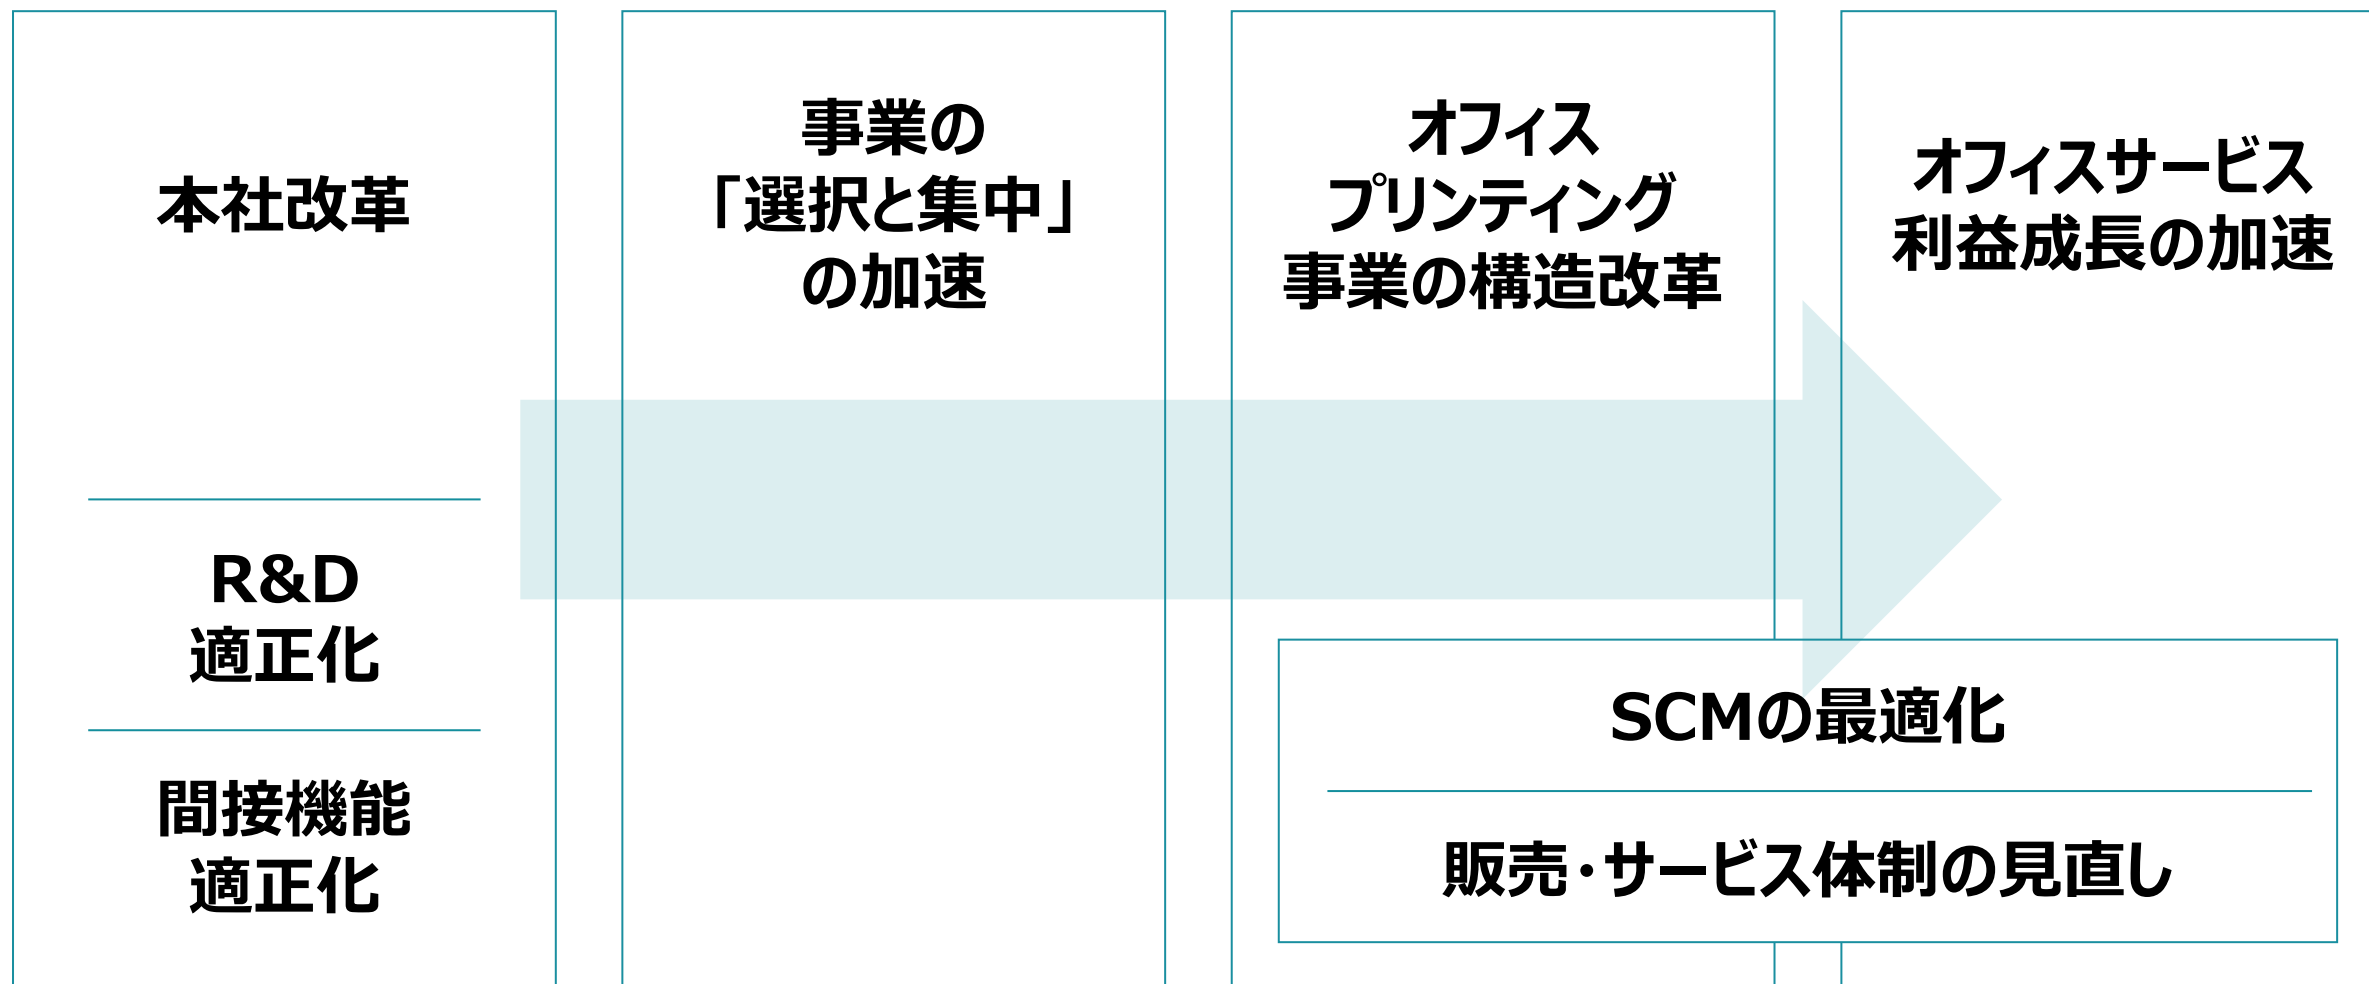 本社改革
R&D
適正化
間接機能
適正化
事業の
「選択と集中」
の加速
オフィス
プリンティング
事業の構造改革
オフィスサービス
利益成長の加速
SCMの最適化
販売・サービス体制の見直し